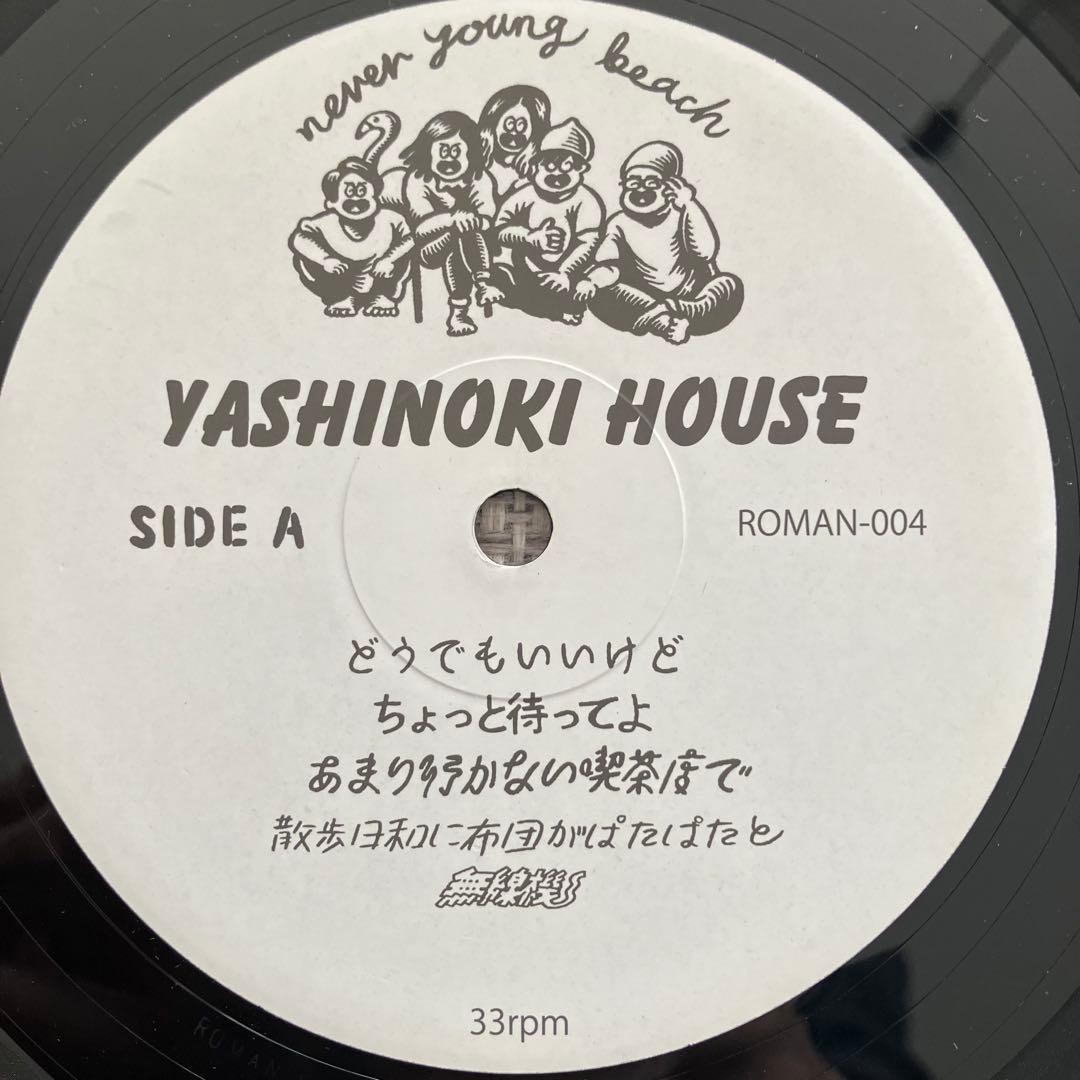 never young beach
YASHINOKI HOUSE
SIDE A
ROMAN-004
どうでもいいけど
ちょっと待ってよ
あまり行かない喫茶店で
散歩日和に布団がぱたぱたと
無線機
33rpm
ROMAN